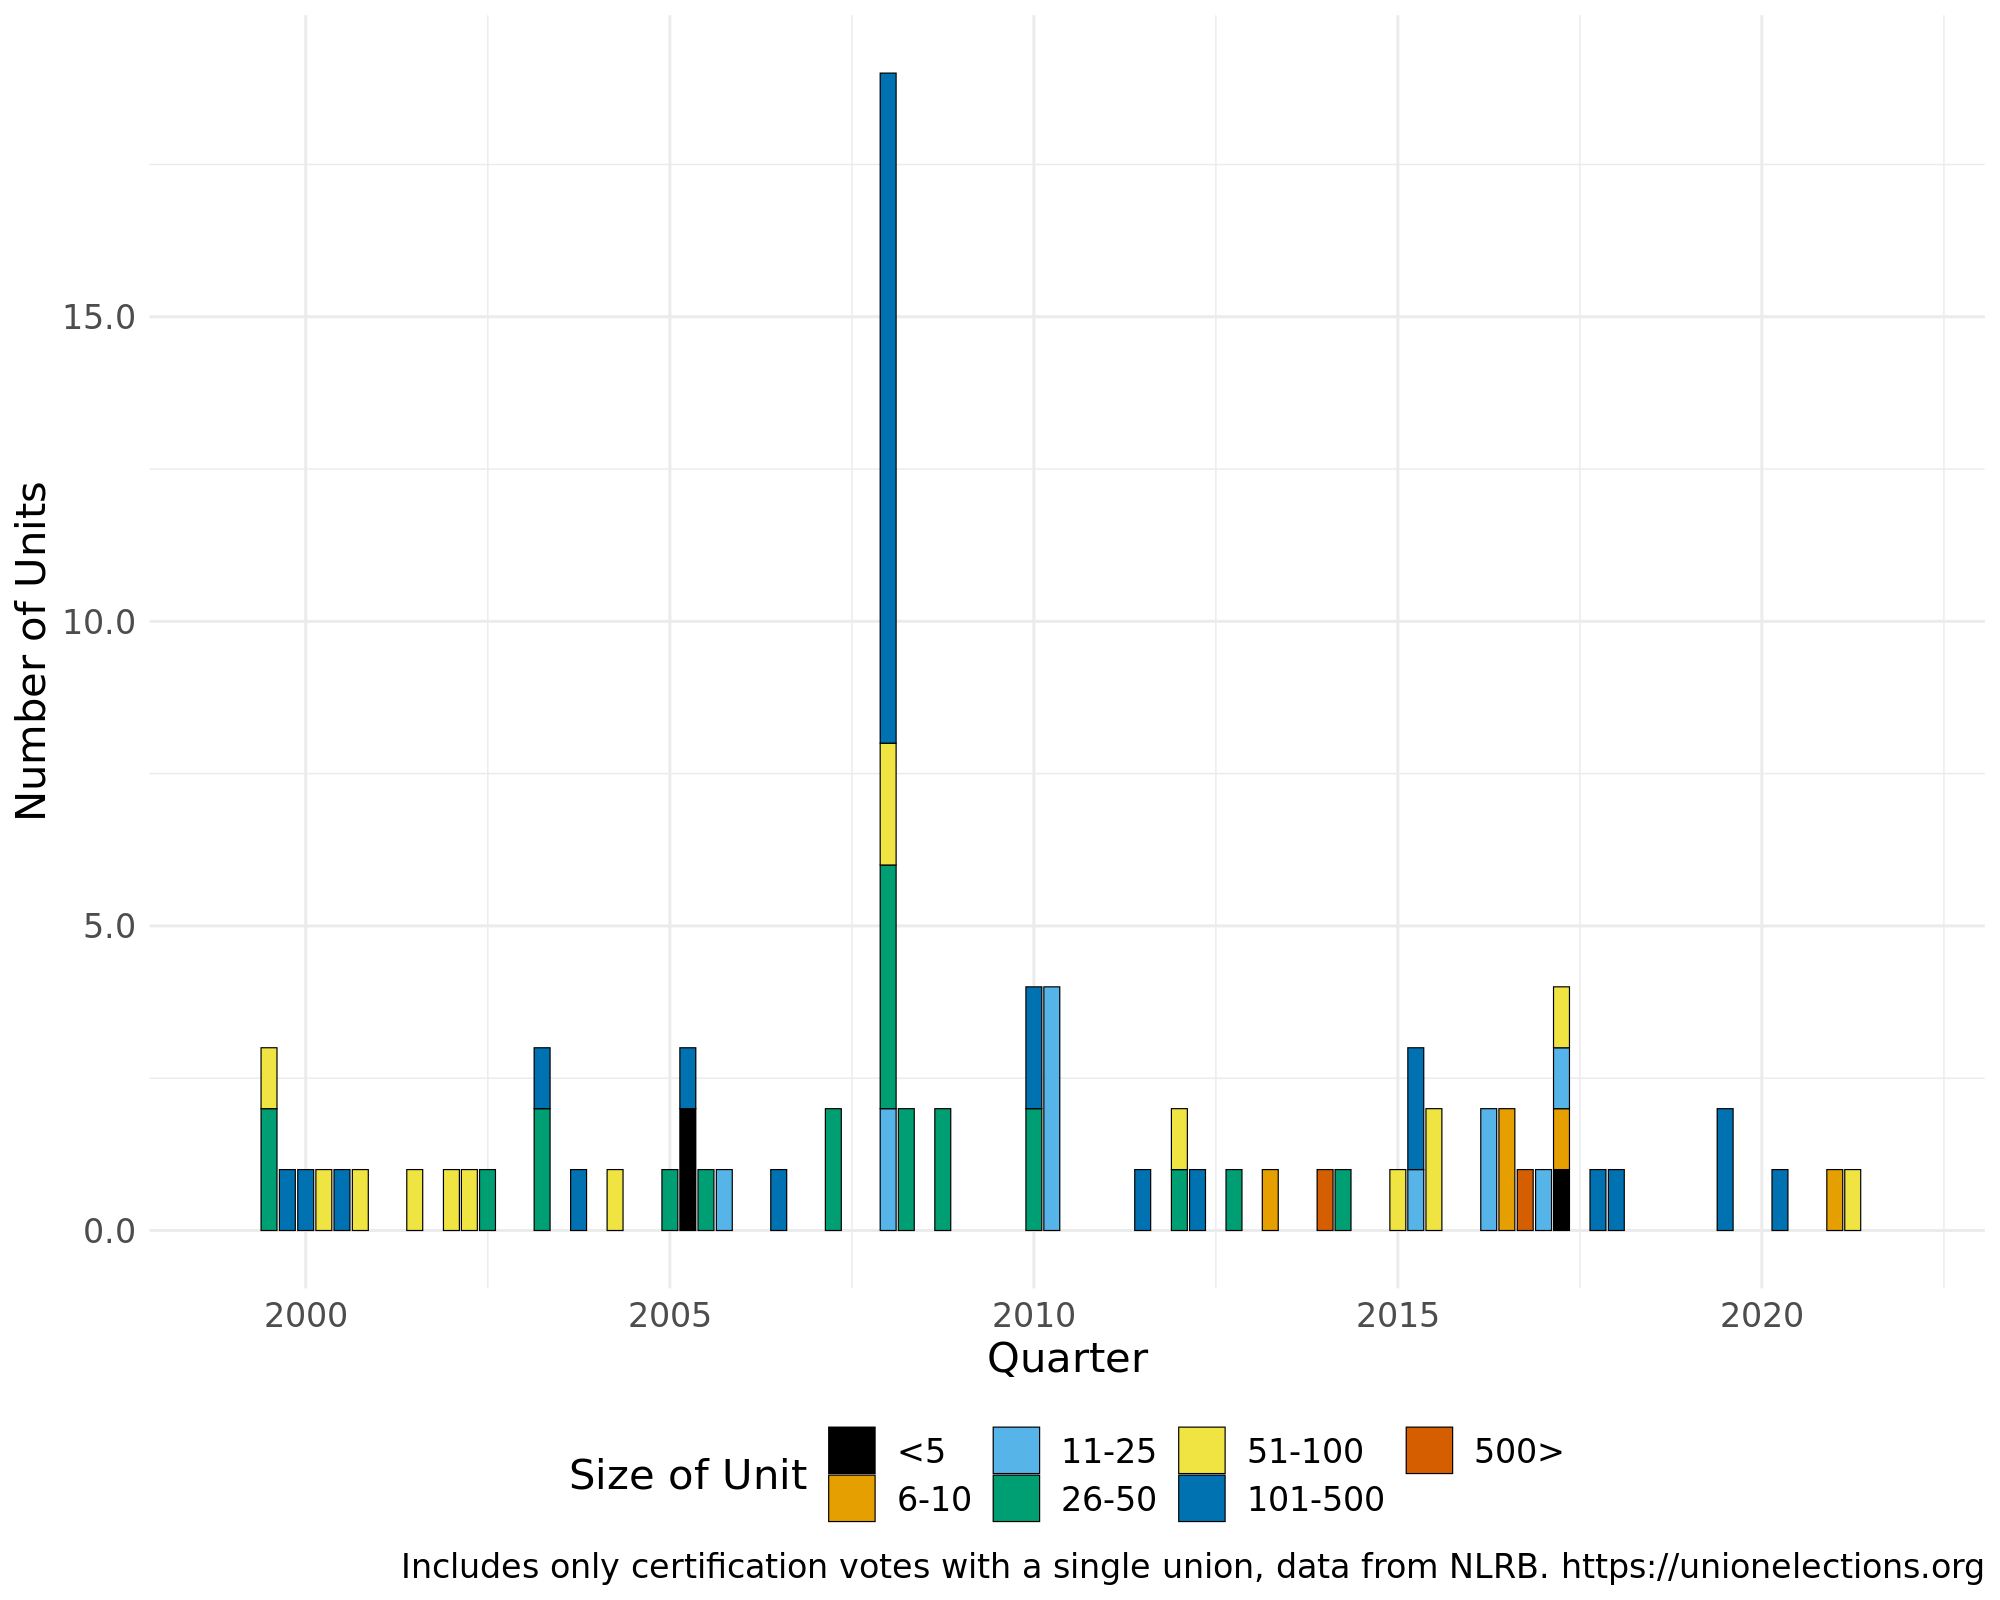 Number of Units
15.0
10.0
5.0
0.0
2000 2005 2010 2015 2020
Quarter
Size of Unit
<5 11-25 51-100 500>
6-10 26-50 101-500
Includes only certification votes with a single union, data from NLRB. https://unionelections.org